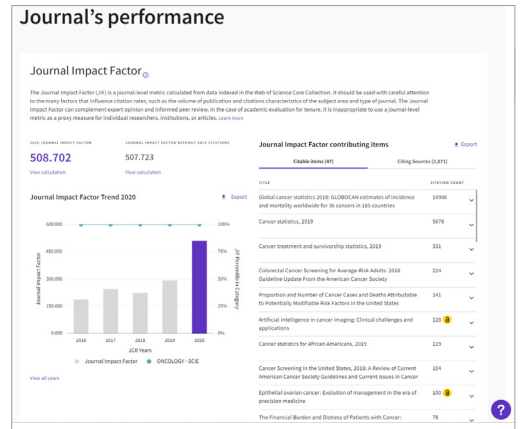 Journal's performance
Journal Impact Factor
The Journal Impact Factor (JIF) is a journal-level metric calculated from data indexed in the Web of Science Core Collection. It should be used with careful attention
to the many factors that influence citation rates, such as the volume of publication and citations characteristics of the subject area and type of journal. The Journal
Impact Factor can complement expert opinion and informed peer review. In the case of academic evaluation for tenure, it is inappropriate to use a journal-level
metric as a proxy measure for individual researchers, institutions, or articles. Learn more
2020 JOURNAL IMPACT FACTOR
508.702
View calculation
JOURNAL IMPACT FACTOR WITHOUT SELF CITATIONS
507.723
View calculation
Journal Impact Factor Trend 2020
Export
600.000
450.000
300.000
150.000
0.000
100%
75%
50%
25%
0%
Journal Impact Factor
JIF Percentile in Category
2016 2017 2018 2019 2020
JCR Years
Journal Impact Factor ONCOLOGY - SCIE
View all years
Journal Impact Factor contributing items
Export
Citable items (47) Citing Sources (2,871)
TITLE CITATION COUNT
Global cancer statistics 2018: GLOBOCAN estimates of incidence
and mortality worldwide for 36 cancers in 185 countries
14906
Cancer statistics, 2019 5676
Cancer treatment and survivorship statistics, 2019 531
Colorectal Cancer Screening for Average-Risk Adults: 2018
Guideline Update From the American Cancer Society
224
Proportion and Number of Cancer Cases and Deaths Attributable
to Potentially Modifiable Risk Factors in the United States
141
Artificial intelligence in cancer imaging: Clinical challenges and
applications
128
Cancer statistics for African Americans, 2019 119
Cancer Screening in the United States, 2018: A Review of Current
American Cancer Society Guidelines and Current Issues in Cancer
104
Epithelial ovarian cancer: Evolution of management in the era of
precision medicine
100
The Financial Burden and Distress of Patients with Cancer: 78
?